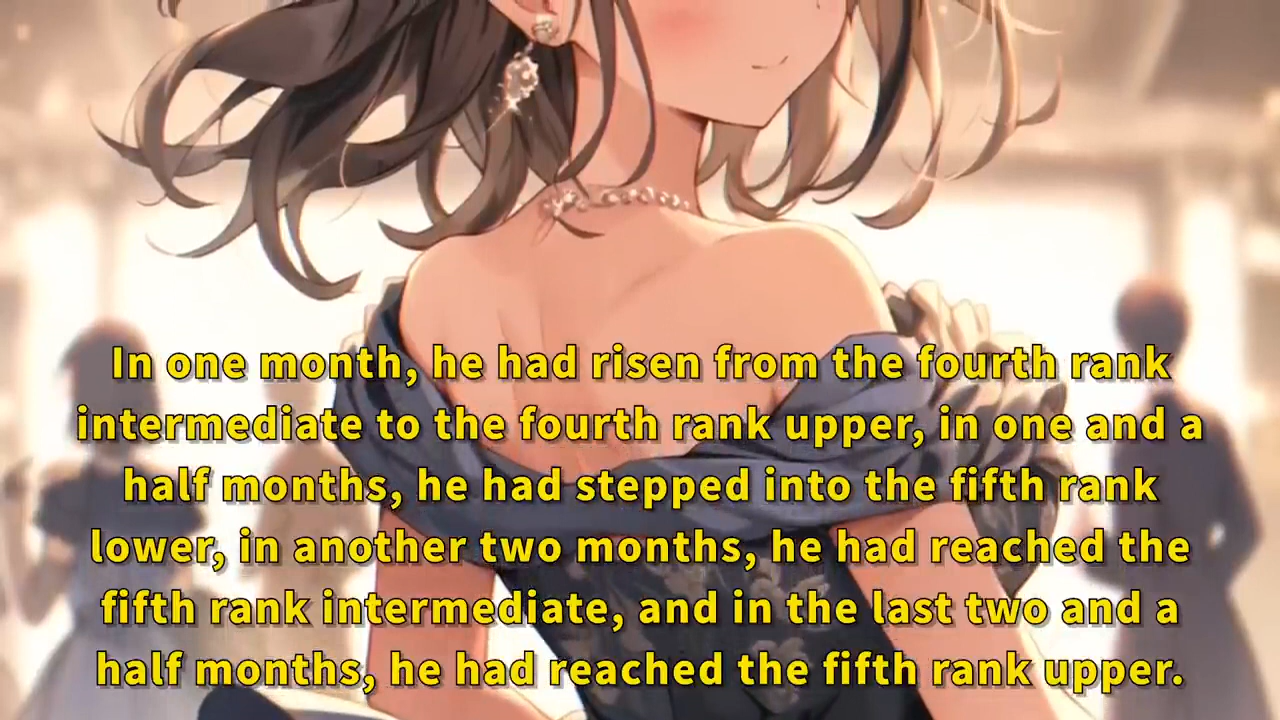 In one month, he had risen from the fourth rank
intermediate to the fourth rank upper, in one and a
half months, he had stepped into the fifth rank
lower, in another two months, he had reached the
fifth rank intermediate, and in the last two and a
half months, he had reached the fifth rank upper.